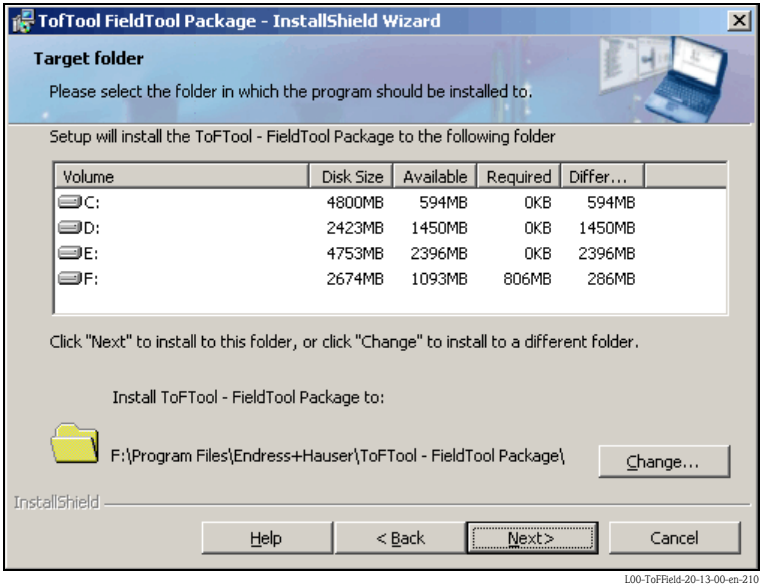 TofTool FieldTool Package - InstallShield Wizard
Target folder
Please select the folder in which the program should be installed to.
Setup will install the ToFTool - FieldTool Package to the following folder
Volume Disk Size Available Required Differ...
C: 4800MB 594MB 0KB 594MB
D: 2423MB 1450MB 0KB 1450MB
E: 4753MB 2396MB 0KB 2396MB
F: 2674MB 1093MB 806MB 286MB
Click "Next" to install to this folder, or click "Change" to install to a different folder.
Install ToFTool - FieldTool Package to:
F:\Program Files\Endress+Hauser\ToFTool - FieldTool Package\
Change...
InstallShield
Help < Back Next> Cancel
L00-ToFField-20-13-00-en-210